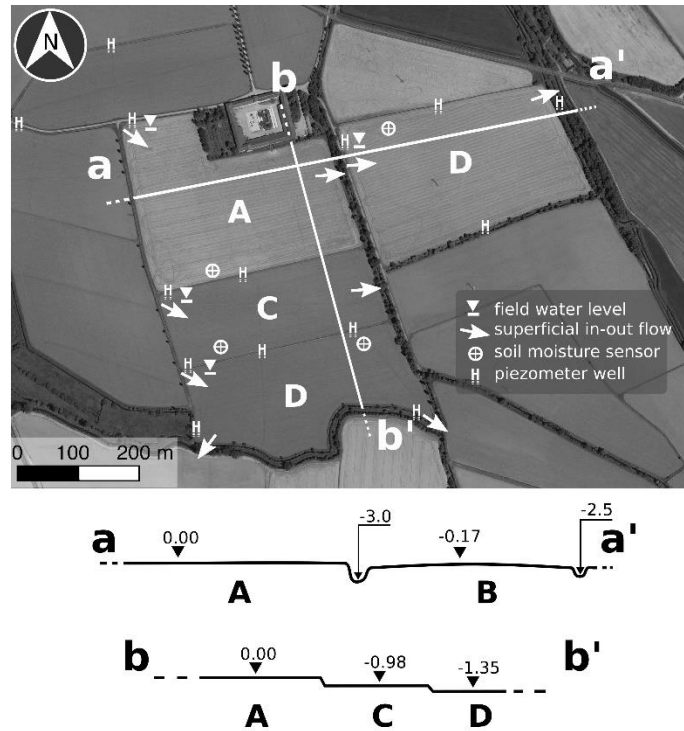 N
H
b
a'
H
H
H
H
H
H
a
D
A
H
H
H
C
field water level
superficial in-out flow
H
soil moisture sensor
H
H
H
piezometer well
D
H
H
b'
0 100 200 m
a 0.00 -3.0 -0.17 -2.5 a'
A B
b 0.00 -0.98 -1.35 b'
A C D